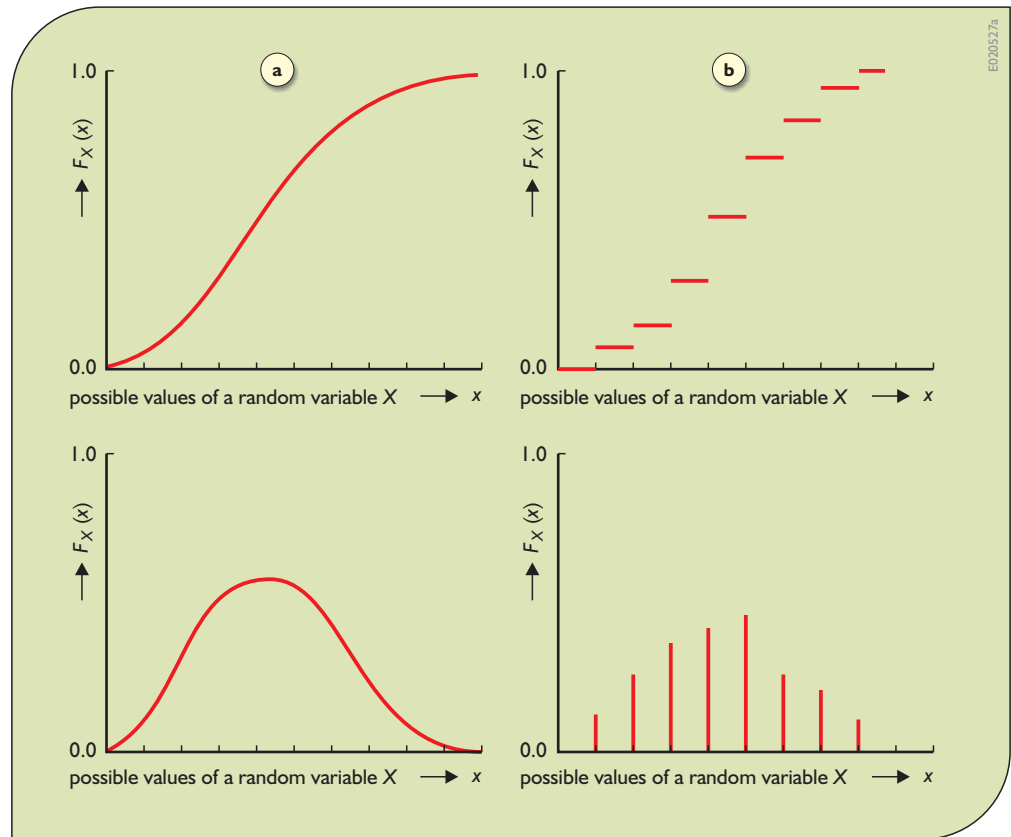 E020527a
a
b
1.0
F_X (x)
0.0
possible values of a random variable X x
1.0
F_X (x)
0.0
possible values of a random variable X x
1.0
F_X (x)
0.0
possible values of a random variable X x
1.0
F_X (x)
0.0
possible values of a random variable X x